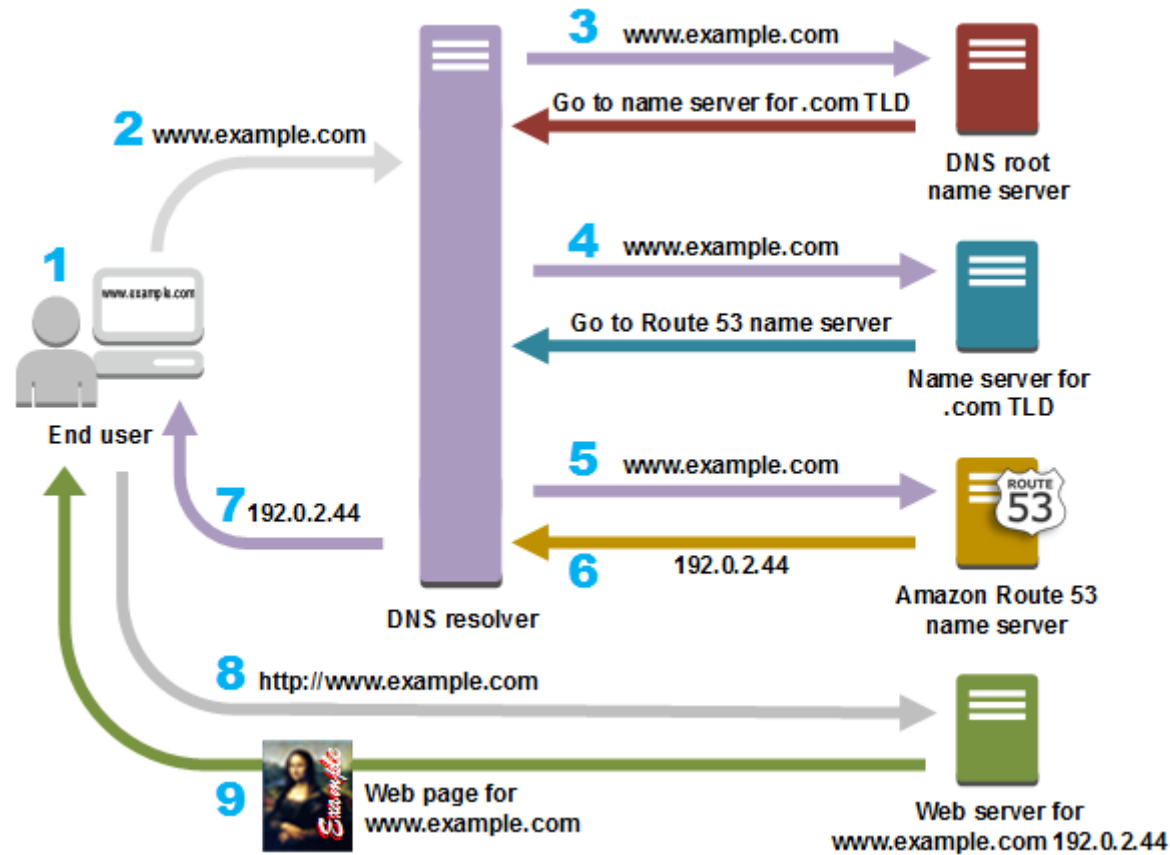 3 www.example.com
Go to name server for .com TLD
DNS root
name server
2 www.example.com
1
www.example.com
End user
4 www.example.com
Go to Route 53 name server
Name server for
.com TLD
5 www.example.com
ROUTE
53
6 192.0.2.44
Amazon Route 53
name server
7 192.0.2.44
DNS resolver
8 http://www.example.com
9
Example
Web page for
www.example.com
Web server for
www.example.com 192.0.2.44